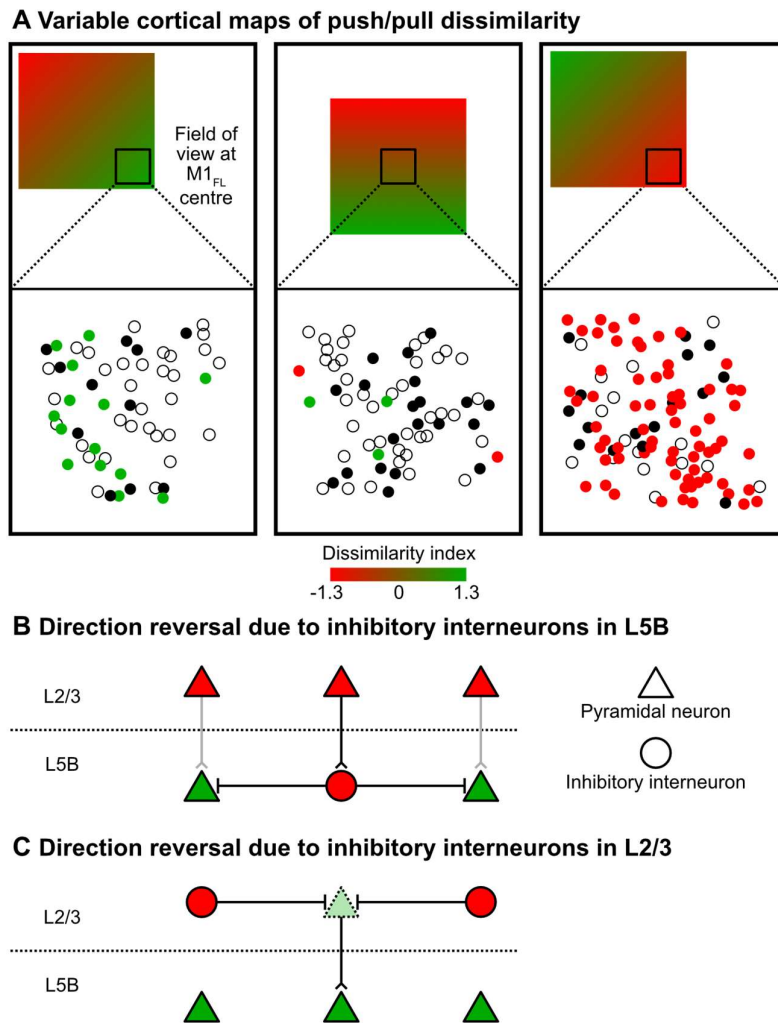 A Variable cortical maps of push/pull dissimilarity
Field of
view at
M1FL
centre
Dissimilarity index
-1.3 0 1.3
B Direction reversal due to inhibitory interneurons in L5B
L2/3
L5B
Pyramidal neuron
Inhibitory interneuron
C Direction reversal due to inhibitory interneurons in L2/3
L2/3
L5B